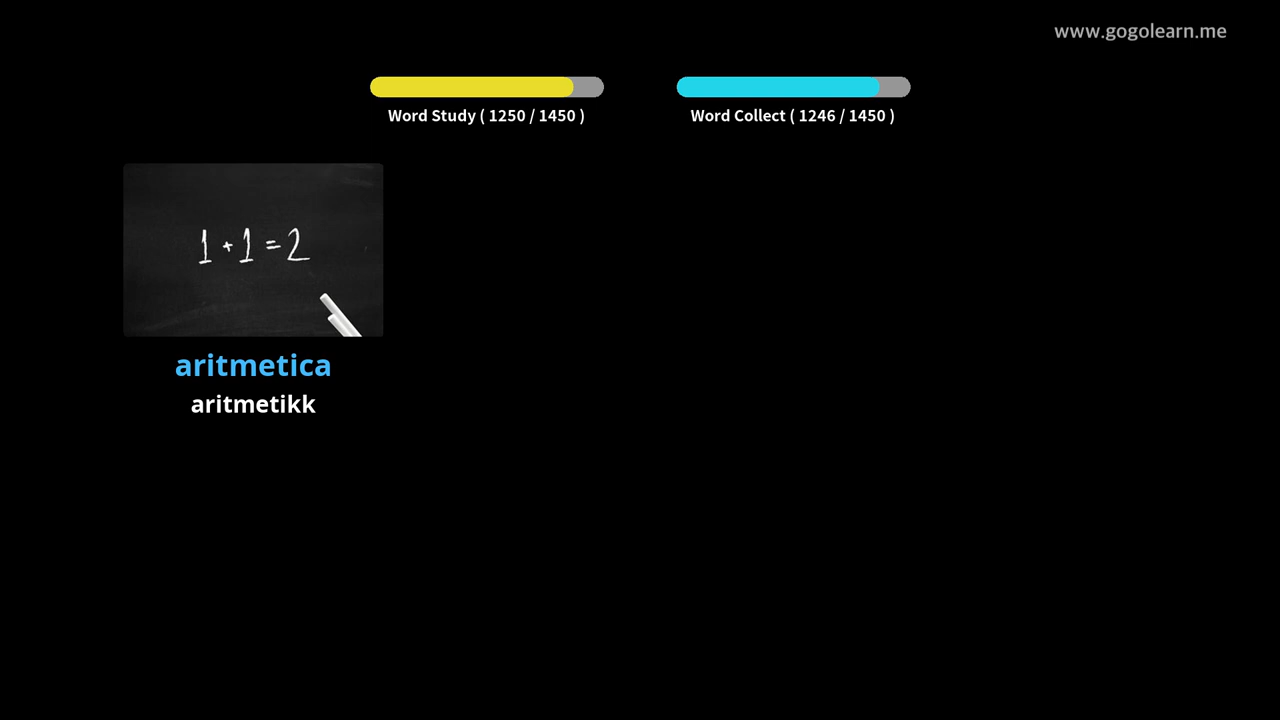 www.gogolearn.me
Word Study ( 1250 / 1450 )
Word Collect ( 1246 / 1450 )
1 + 1 = 2
aritmetica
aritmetikk